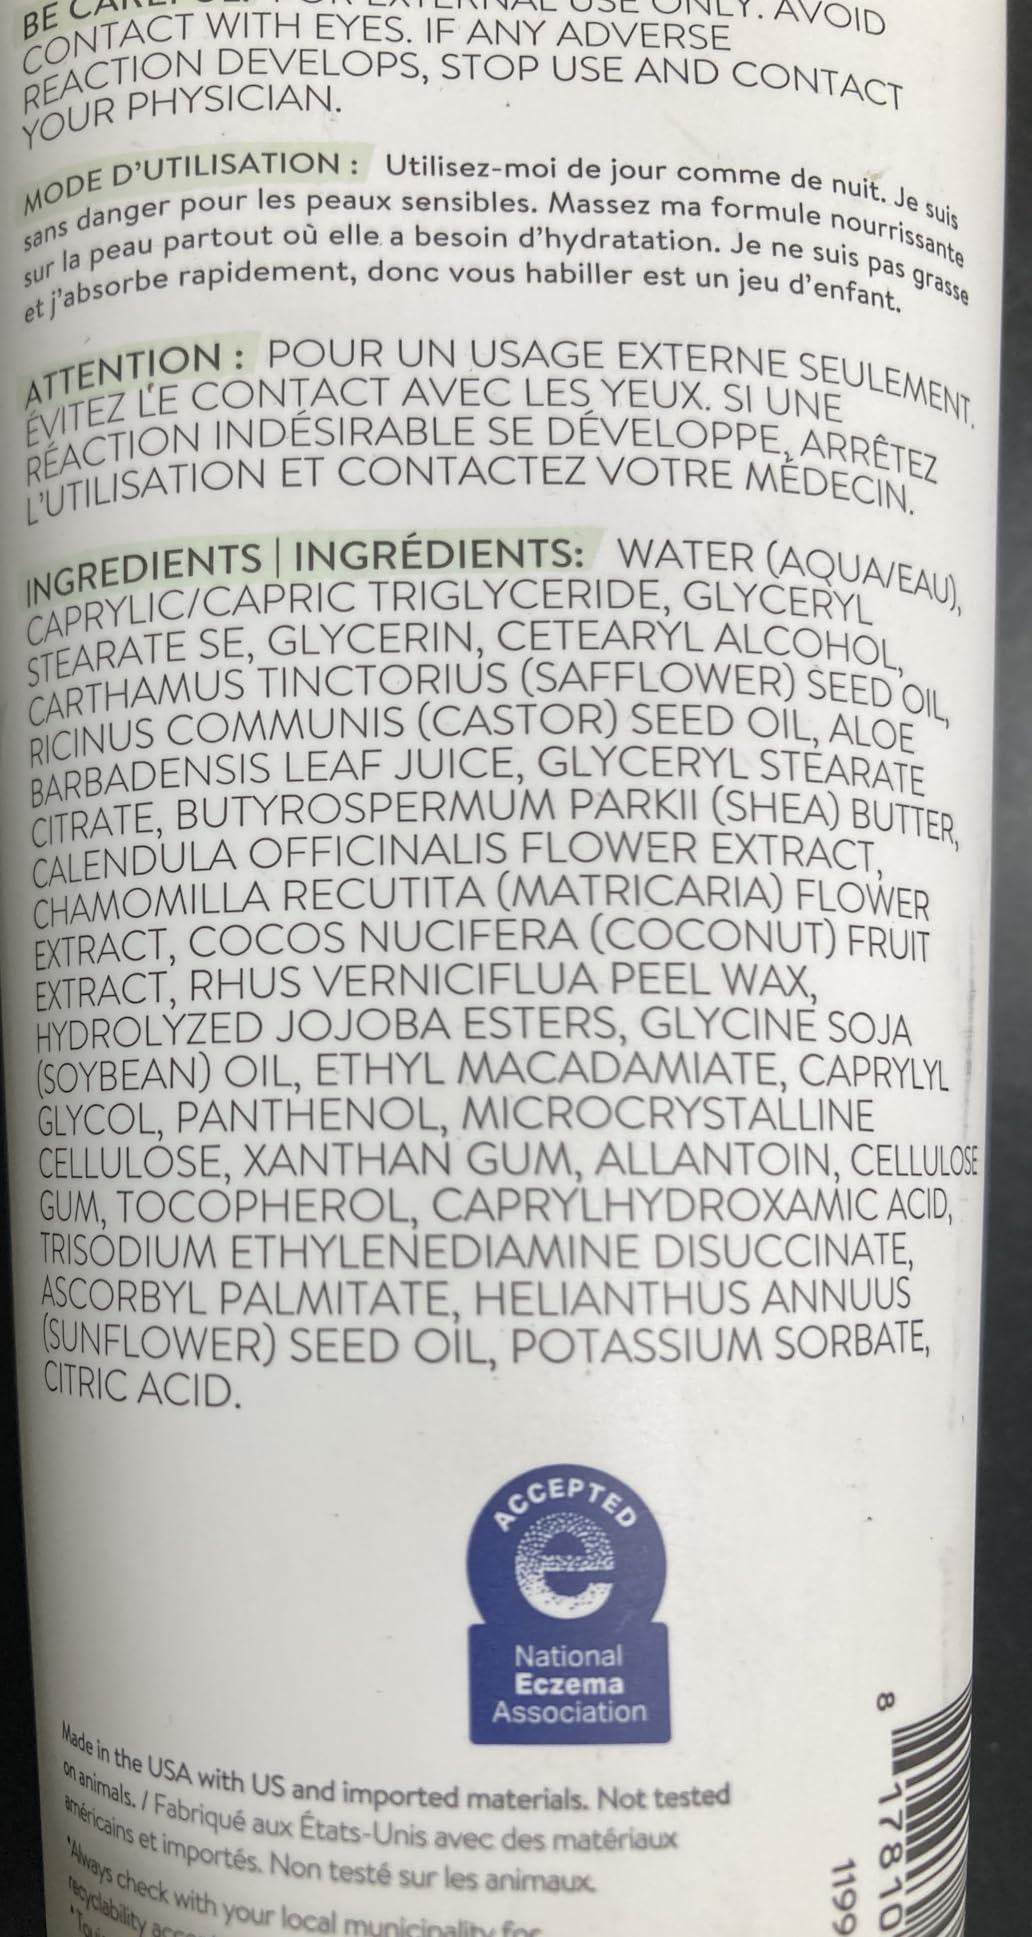 BE CAREFUL: FOR EXTERNAL USE ONLY. AVOID
CONTACT WITH EYES. IF ANY ADVERSE
REACTION DEVELOPS, STOP USE AND CONTACT
YOUR PHYSICIAN.
MODE D'UTILISATION : Utilisez-moi de jour comme de nuit. Je suis
sans danger pour les peaux sensibles. Massez ma formule nourrissante
sur la peau partout où elle a besoin d'hydratation. Je ne suis pas grasse
et j'absorbe rapidement, donc vous habiller est un jeu d'enfant.
ATTENTION : POUR UN USAGE EXTERNE SEULEMENT.
ÉVITEZ LE CONTACT AVEC LES YEUX. SI UNE
RÉACTION INDÉSIRABLE SE DÉVELOPPE, ARRÊTEZ
L'UTILISATION ET CONTACTEZ VOTRE MÉDECIN.
INGREDIENTS | INGRÉDIENTS: WATER (AQUA/EAU),
CAPRYLIC/CAPRIC TRIGLYCERIDE, GLYCERYL
STEARATE SE, GLYCERIN, CETEARYL ALCOHOL,
CARTHAMUS TINCTORIUS (SAFFLOWER) SEED OIL,
RICINUS COMMUNIS (CASTOR) SEED OIL, ALOE
BARBADENSIS LEAF JUICE, GLYCERYL STEARATE
CITRATE, BUTYROSPERMUM PARKII (SHEA) BUTTER,
CALENDULA OFFICINALIS FLOWER EXTRACT,
CHAMOMILLA RECUTITA (MATRICARIA) FLOWER
EXTRACT, COCOS NUCIFERA (COCONUT) FRUIT
EXTRACT, RHUS VERNICIFLUA PEEL WAX,
HYDROLYZED JOJOBA ESTERS, GLYCINE SOJA
(SOYBEAN) OIL, ETHYL MACADAMIATE, CAPRYLYL
GLYCOL, PANTHENOL, MICROCRYSTALLINE
CELLULOSE, XANTHAN GUM, ALLANTOIN, CELLULOSE
GUM, TOCOPHEROL, CAPRYLHYDROXAMIC ACID,
TRISODIUM ETHYLENEDIAMINE DISUCCINATE,
ASCORBYL PALMITATE, HELIANTHUS ANNUUS
(SUNFLOWER) SEED OIL, POTASSIUM SORBATE,
CITRIC ACID.
ACCEPTED
e
National
Eczema
Association
Made in the USA with US and imported materials. Not tested
on animals. / Fabriqué aux États-Unis avec des matériaux
américains et importés. Non testé sur les animaux.
*Always check with your local municipality for
recyclability
8 17810
1199